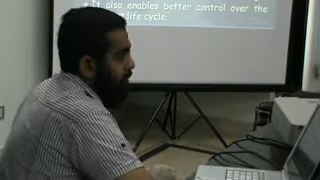 It also enables better control over the
life cycle.